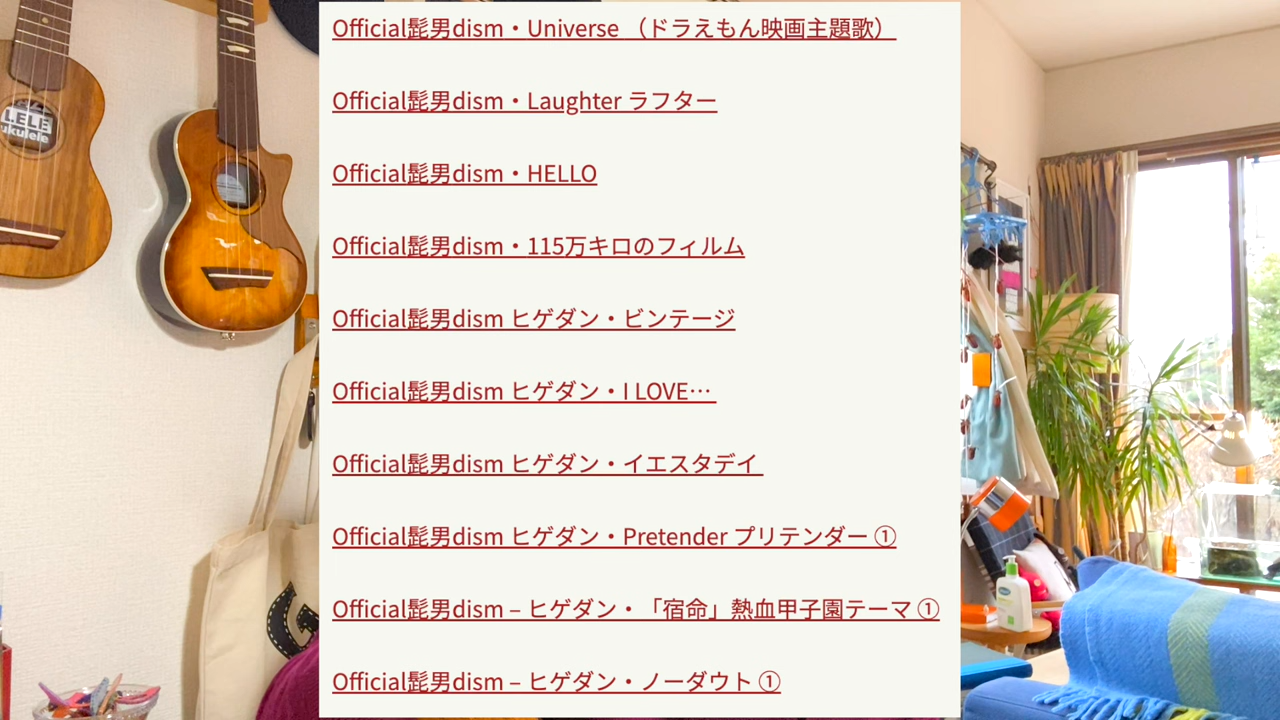 Official髭男dism・Universe （ドラえもん映画主題歌）
Official髭男dism・Laughter ラフター
Official髭男dism・HELLO
Official髭男dism・115万キロのフィルム
Official髭男dism ヒゲダン・ビンテージ
Official髭男dism ヒゲダン・I LOVE…
Official髭男dism ヒゲダン・イエスタデイ
Official髭男dism ヒゲダン・Pretender プリテンダー ①
Official髭男dism – ヒゲダン・「宿命」熱血甲子園テーマ ①
Official髭男dism – ヒゲダン・ノーダウト ①
LELE
ukulele